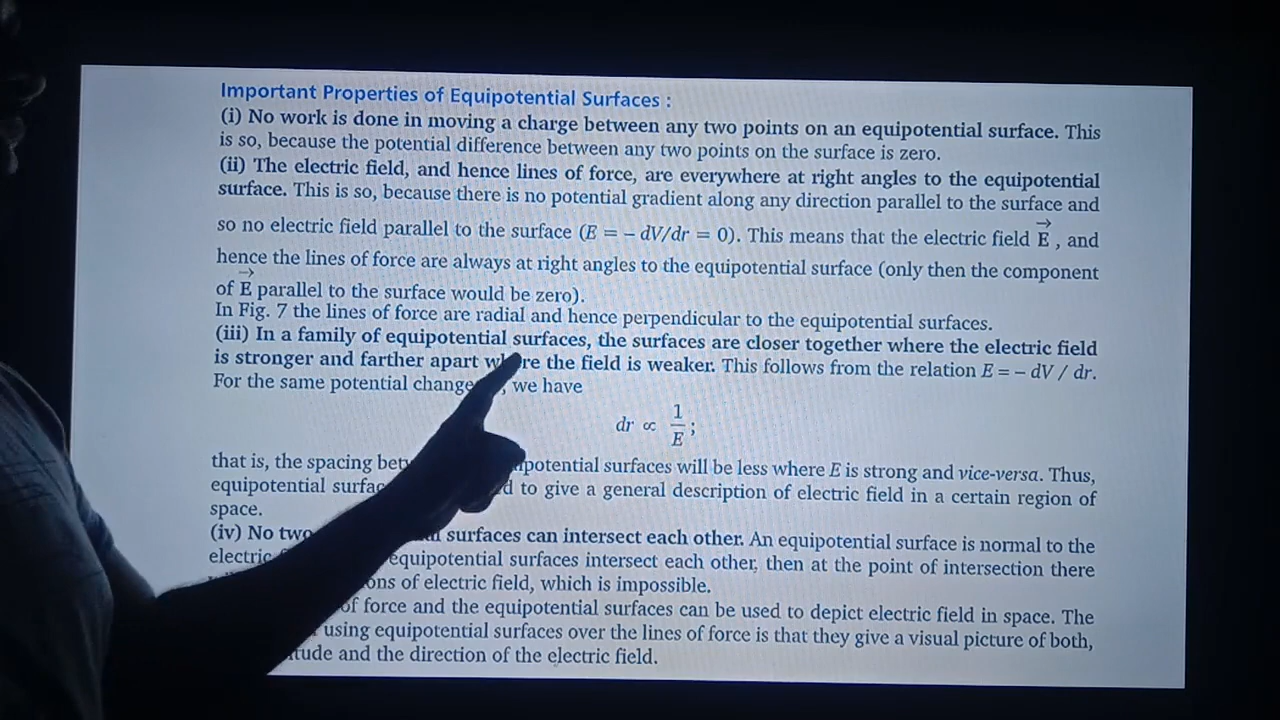 Important Properties of Equipotential Surfaces :
(i) No work is done in moving a charge between any two points on an equipotential surface. This
is so, because the potential difference between any two points on the surface is zero.
(ii) The electric field, and hence lines of force, are everywhere at right angles to the equipotential
surface. This is so, because there is no potential gradient along any direction parallel to the surface and
so no electric field parallel to the surface (E = − dV/dr = 0). This means that the electric field E⃗ , and
hence the lines of force are always at right angles to the equipotential surface (only then the component
of E⃗ parallel to the surface would be zero).
In Fig. 7 the lines of force are radial and hence perpendicular to the equipotential surfaces.
(iii) In a family of equipotential surfaces, the surfaces are closer together where the electric field
is stronger and farther apart where the field is weaker. This follows from the relation E = − dV / dr.
For the same potential change , we have
dr ∝ 1/E ;
that is, the spacing potential surfaces will be less where E is strong and vice-versa. Thus,
equipotential to give a general description of electric field in a certain region of
space.
(iv) No two surfaces can intersect each other. An equipotential surface is normal to the
electric equipotential surfaces intersect each other, then at the point of intersection there
of electric field, which is impossible.
of force and the equipotential surfaces can be used to depict electric field in space. The
using equipotential surfaces over the lines of force is that they give a visual picture of both,
and the direction of the electric field.